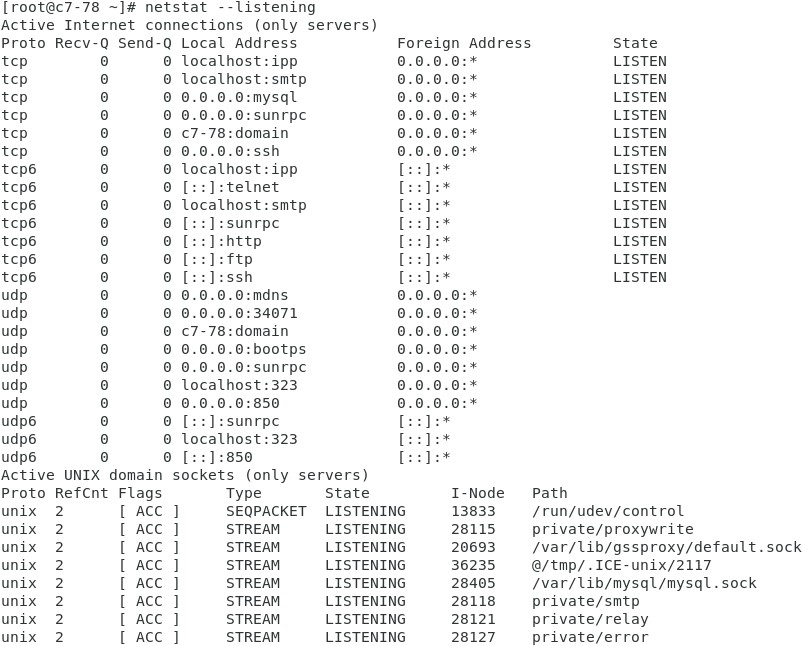 [root@c7-78 ~]# netstat --listening
Active Internet connections (only servers)
Proto Recv-Q Send-Q Local Address           Foreign Address         State
tcp        0      0 localhost:ipp           0.0.0.0:*               LISTEN
tcp        0      0 localhost:smtp          0.0.0.0:*               LISTEN
tcp        0      0 0.0.0.0:mysql           0.0.0.0:*               LISTEN
tcp        0      0 0.0.0.0:sunrpc          0.0.0.0:*               LISTEN
tcp        0      0 c7-78:domain            0.0.0.0:*               LISTEN
tcp        0      0 0.0.0.0:ssh             0.0.0.0:*               LISTEN
tcp6       0      0 localhost:ipp           [::]:*                  LISTEN
tcp6       0      0 [::]:telnet             [::]:*                  LISTEN
tcp6       0      0 localhost:smtp          [::]:*                  LISTEN
tcp6       0      0 [::]:sunrpc             [::]:*                  LISTEN
tcp6       0      0 [::]:http               [::]:*                  LISTEN
tcp6       0      0 [::]:ftp                [::]:*                  LISTEN
tcp6       0      0 [::]:ssh                [::]:*                  LISTEN
udp        0      0 0.0.0.0:mdns            0.0.0.0:*
udp        0      0 0.0.0.0:34071           0.0.0.0:*
udp        0      0 c7-78:domain            0.0.0.0:*
udp        0      0 0.0.0.0:bootps          0.0.0.0:*
udp        0      0 0.0.0.0:sunrpc          0.0.0.0:*
udp        0      0 localhost:323           0.0.0.0:*
udp        0      0 0.0.0.0:850             0.0.0.0:*
udp6       0      0 [::]:sunrpc             [::]:*
udp6       0      0 localhost:323           [::]:*
udp6       0      0 [::]:850                [::]:*
Active UNIX domain sockets (only servers)
Proto RefCnt Flags       Type       State         I-Node   Path
unix  2      [ ACC ]     SEQPACKET  LISTENING     13833    /run/udev/control
unix  2      [ ACC ]     STREAM     LISTENING     28115    private/proxywrite
unix  2      [ ACC ]     STREAM     LISTENING     20693    /var/lib/gssproxy/default.sock
unix  2      [ ACC ]     STREAM     LISTENING     36235    @/tmp/.ICE-unix/2117
unix  2      [ ACC ]     STREAM     LISTENING     28405    /var/lib/mysql/mysql.sock
unix  2      [ ACC ]     STREAM     LISTENING     28118    private/smtp
unix  2      [ ACC ]     STREAM     LISTENING     28121    private/relay
unix  2      [ ACC ]     STREAM     LISTENING     28127    private/error